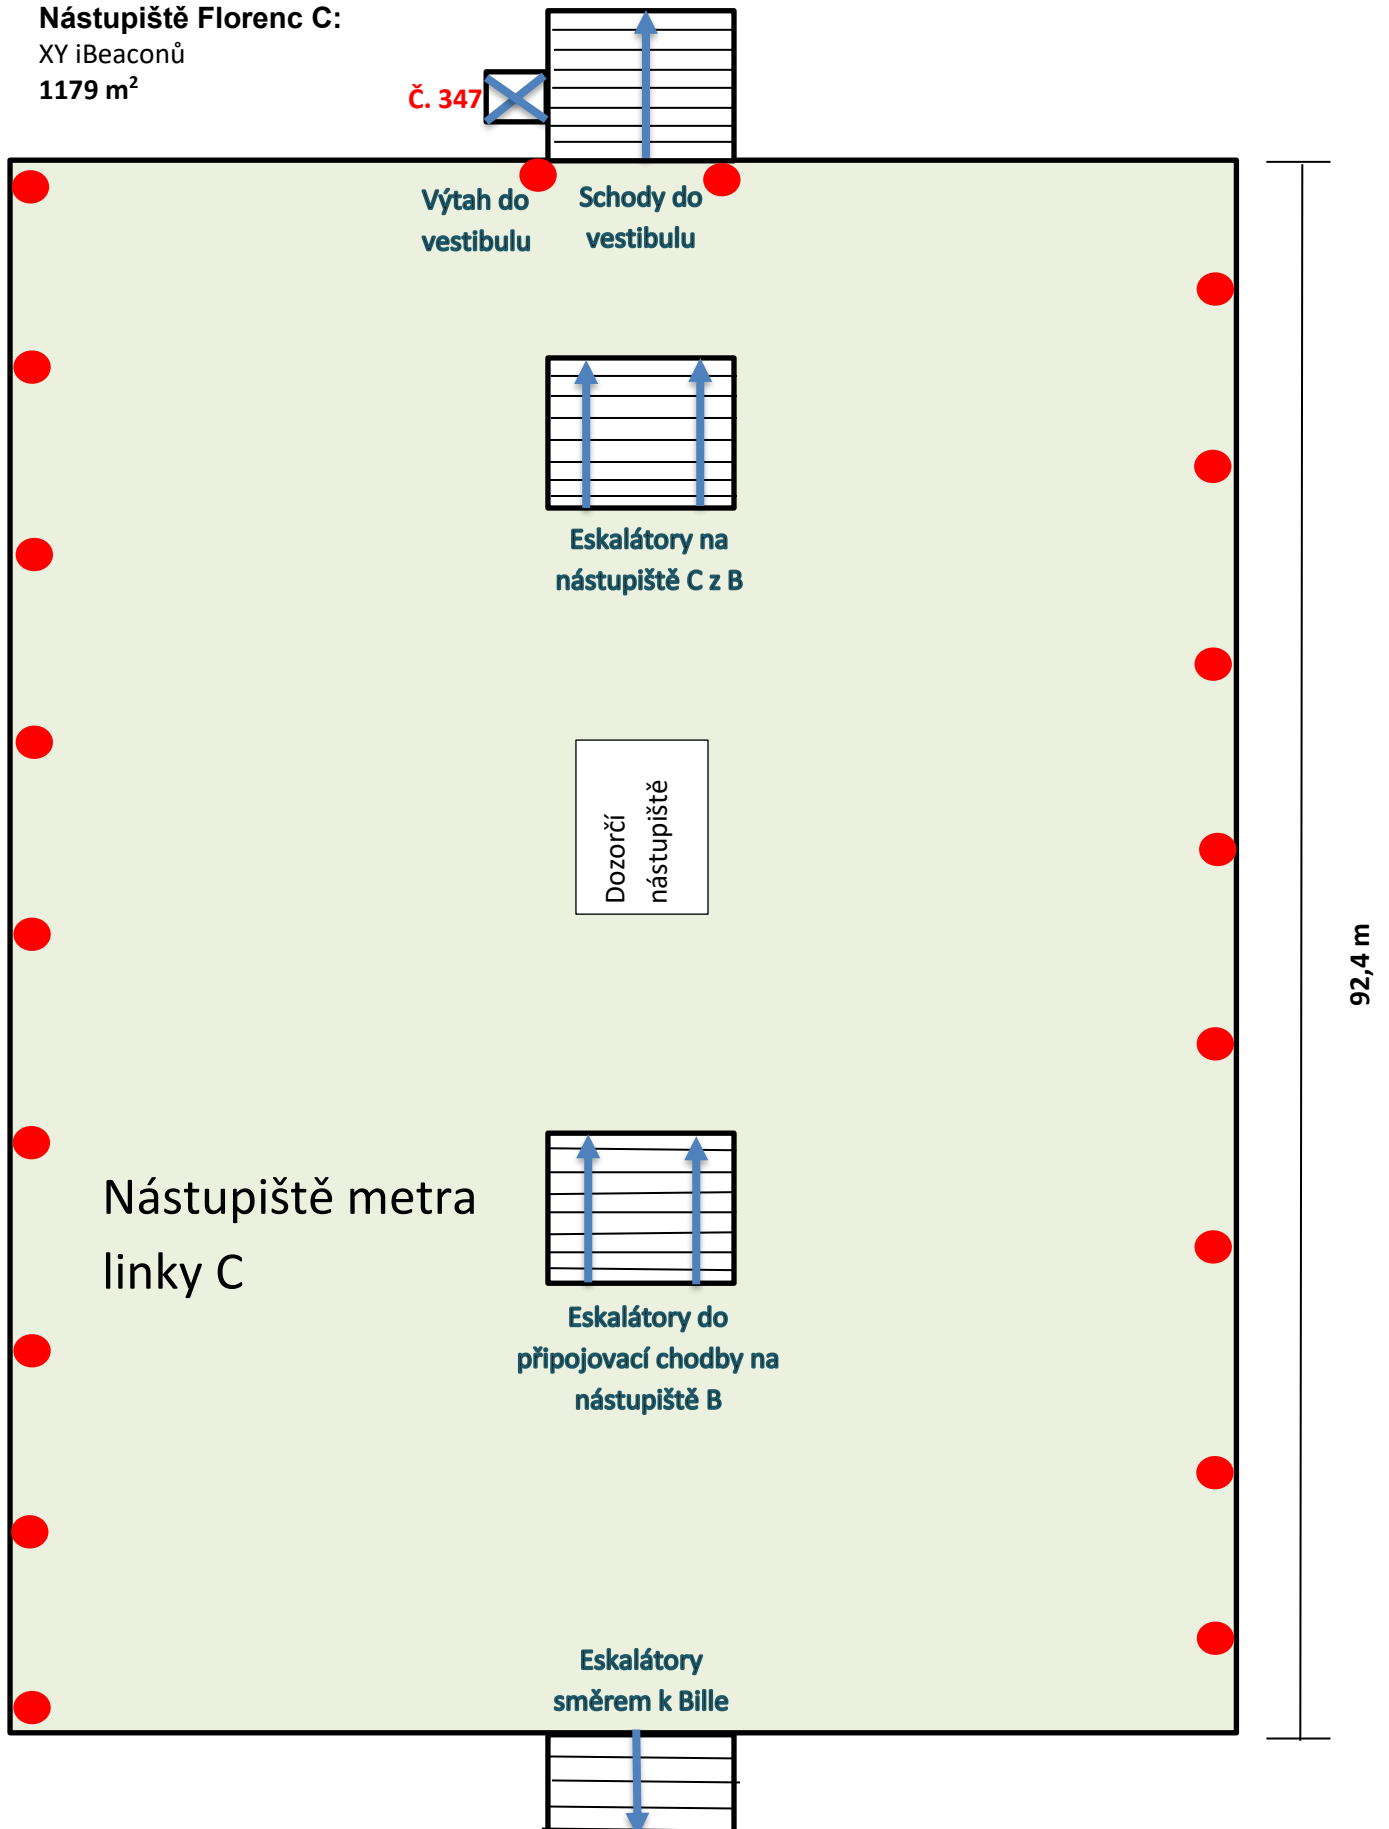 Nástupiště Florenc C:
XY iBeaconů
1179 m²
Č. 347
Výtah do
vestibulu
Schody do
vestibulu
Eskalátory na
nástupiště C z B
Dozorčí
nástupiště
92,4 m
Nástupiště metra
linky C
Eskalátory do
připojovací chodby na
nástupiště B
Eskalátory
směrem k Bille